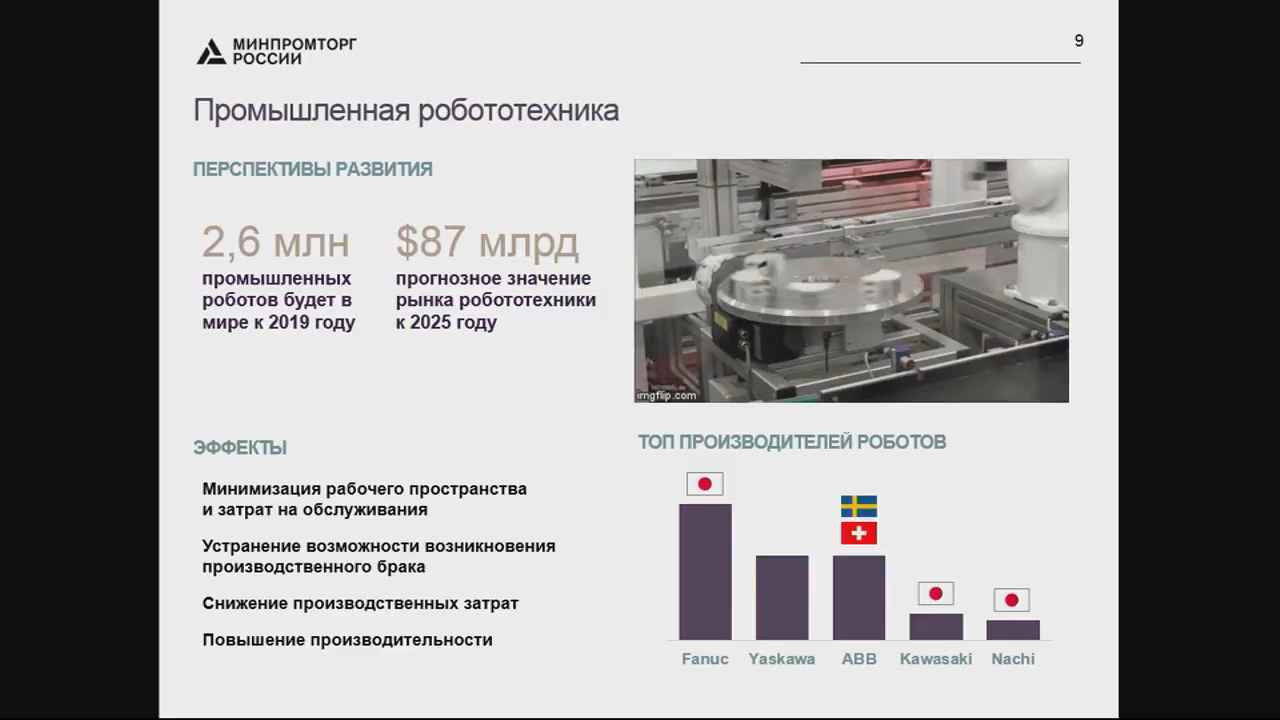 МИНПРОМТОРГ
РОССИИ
9
Промышленная робототехника
ПЕРСПЕКТИВЫ РАЗВИТИЯ
2,6 млн
промышленных
роботов будет в
мире к 2019 году
$87 млрд
прогнозное значение
рынка робототехники
к 2025 году
imgflip.com
ЭФФЕКТЫ
Минимизация рабочего пространства
и затрат на обслуживания
Устранение возможности возникновения
производственного брака
Снижение производственных затрат
Повышение производительности
ТОП ПРОИЗВОДИТЕЛЕЙ РОБОТОВ
Fanuc Yaskawa ABB Kawasaki Nachi